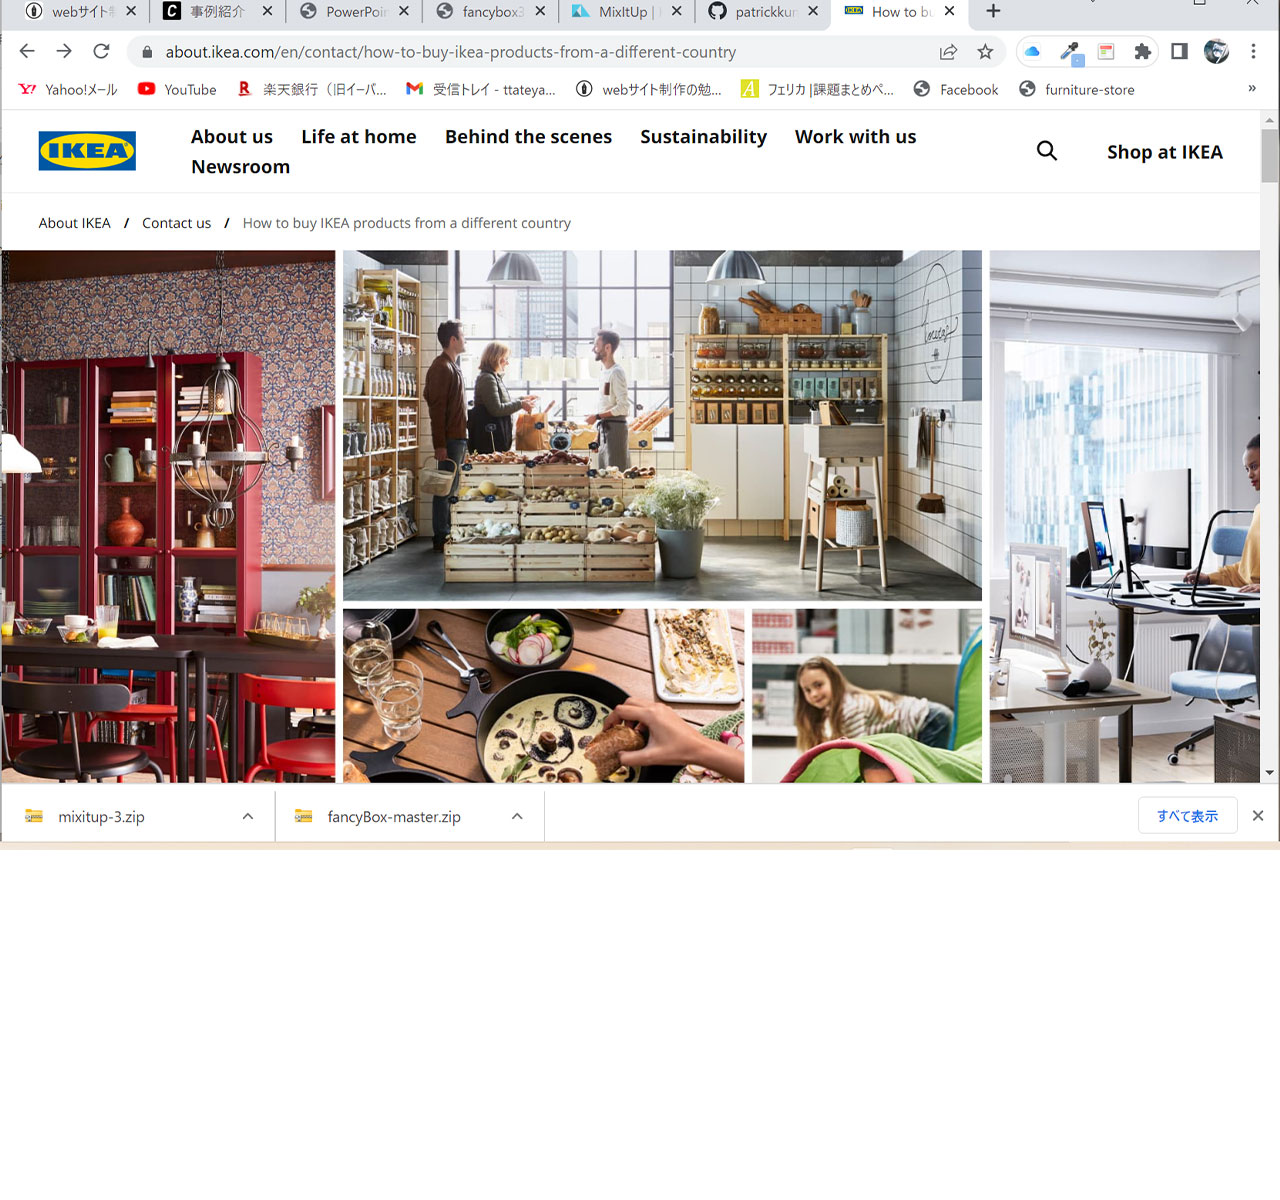 webサイト制
事例紹介
PowerPoin
fancybox3
MixItUp |
patrickkun
How to bu
about.ikea.com/en/contact/how-to-buy-ikea-products-from-a-different-country
Yahoo!メール
YouTube
楽天銀行（旧イーバ...
受信トレイ - ttateya...
webサイト制作の勉...
フェリカ |課題まとめペ...
Facebook
furniture-store
»
IKEA
About us
Life at home
Behind the scenes
Sustainability
Work with us
Newsroom
Shop at IKEA
About IKEA / Contact us / How to buy IKEA products from a different country
mixitup-3.zip
fancyBox-master.zip
すべて表示